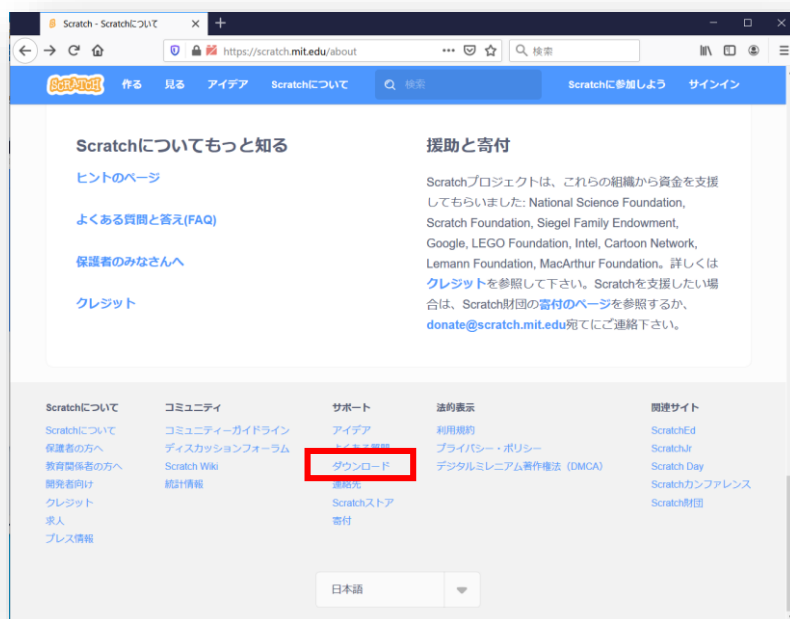 Scratch - Scratchについて
https://scratch.mit.edu/about
検索
SCRATCH 作る 見る アイデア Scratchについて 検索 Scratchに参加しよう サインイン
Scratchについてもっと知る
ヒントのページ
よくある質問と答え(FAQ)
保護者のみなさんへ
クレジット
援助と寄付
Scratchプロジェクトは、これらの組織から資金を支援
してもらいました: National Science Foundation,
Scratch Foundation, Siegel Family Endowment,
Google, LEGO Foundation, Intel, Cartoon Network,
Lemann Foundation, MacArthur Foundation。詳しくは
クレジットを参照して下さい。Scratchを支援したい場
合は、Scratch財団の寄付のページを参照するか、
donate@scratch.mit.edu宛てにご連絡下さい。
Scratchについて
Scratchについて
保護者の方へ
教育関係者の方へ
開発者向け
クレジット
求人
プレス情報
コミュニティ
コミュニティーガイドライン
ディスカッションフォーラム
Scratch Wiki
統計情報
サポート
アイデア
よくある質問
ダウンロード
連絡先
Scratchストア
寄付
法的表示
利用規約
プライバシー・ポリシー
デジタルミレニアム著作権法（DMCA）
関連サイト
ScratchEd
ScratchJr
Scratch Day
Scratchカンファレンス
Scratch財団
日本語